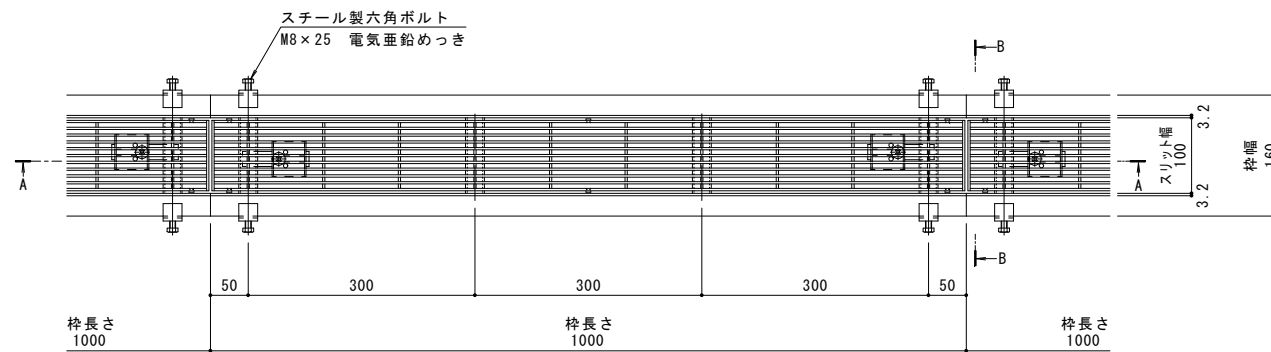 スチール製六角ボルト
M8×25 電気亜鉛めっき
B
3.2
スリット幅
100
枠幅
160
A
A
3.2
B
50
300
300
300
50
枠長さ
1000
枠長さ
1000
枠長さ
1000